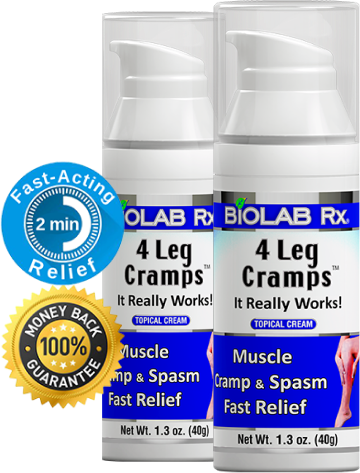 Fast-Acting
2 min
Relief
MONEY BACK
100%
GUARANTEE
BiOLAB Rx.
4 Leg
Cramps™
It Really Works!
TOPICAL CREAM
Muscle
Cramp & Spasm
Fast Relief
Net Wt. 1.3 oz. (40g)
BiOLAB Rx.
4 Leg
Cramps™
It Really Works!
TOPICAL CREAM
Muscle
Cramp & Spasm
Fast Relief
Net Wt. 1.3 oz. (40g)